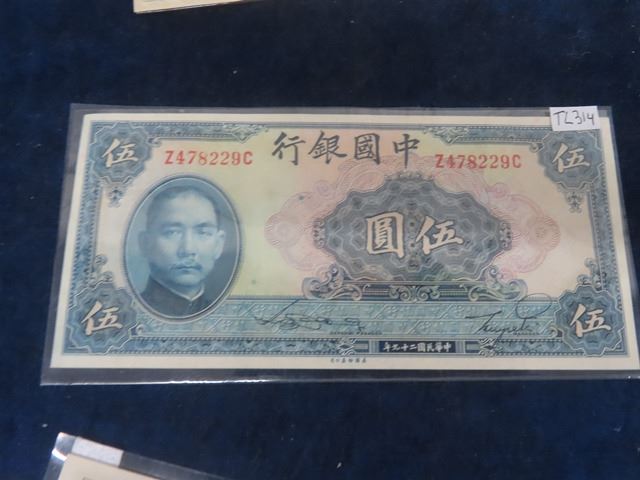 TL314
伍 伍
Z478229C 行銀國中 Z478229C
圓伍
伍 伍
年九十二國民華中